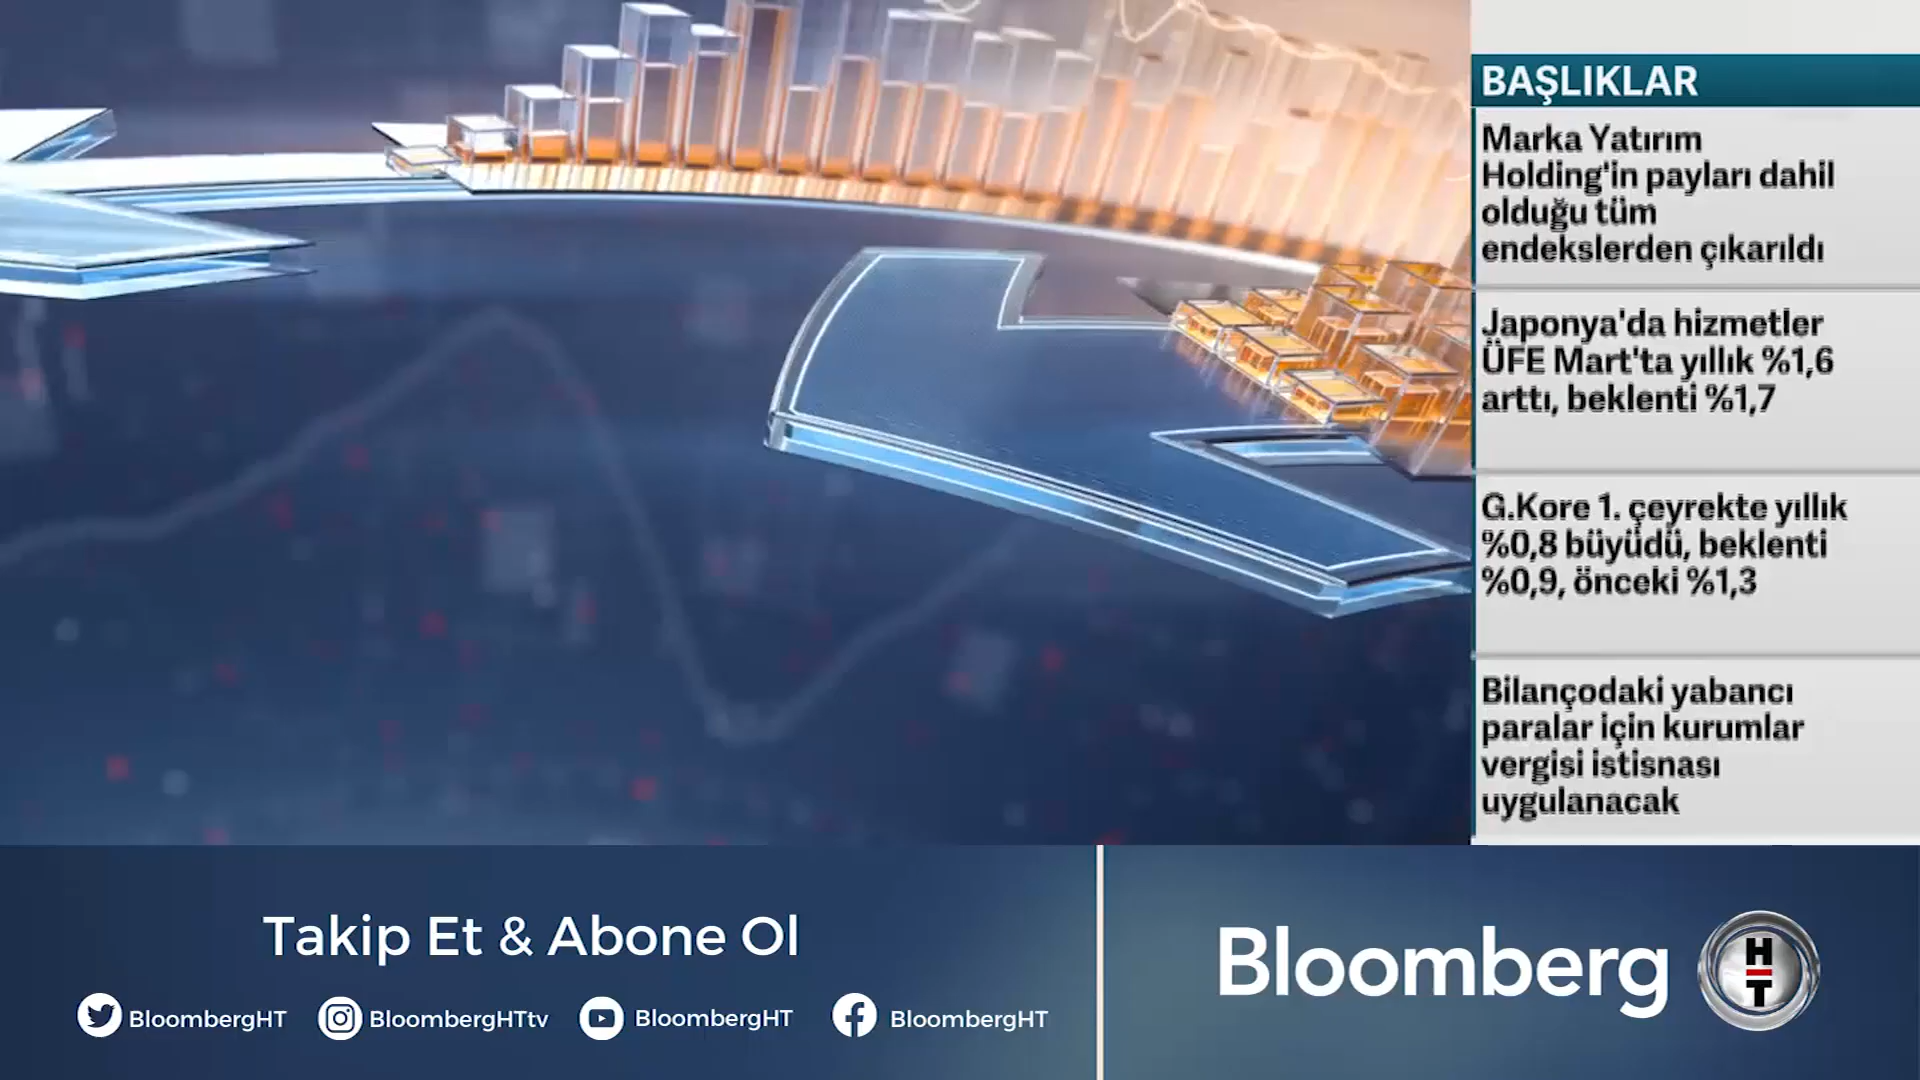 BAŞLIKLAR
Marka Yatırım
Holding'in payları dahil
olduğu tüm
endekslerden çıkarıldı
Japonya'da hizmetler
ÜFE Mart'ta yıllık %1,6
arttı, beklenti %1,7
G.Kore 1. çeyrekte yıllık
%0,8 büyüdü, beklenti
%0,9, önceki %1,3
Bilançodaki yabancı
paralar için kurumlar
vergisi istisnası
uygulanacak
Takip Et & Abone Ol
BloombergHT BloombergHTtv BloombergHT BloombergHT
Bloomberg HT